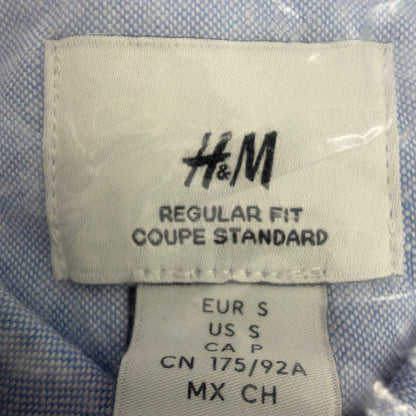 H&M
REGULAR FIT
COUPE STANDARD
EUR S
US S
CA P
CN 175/92A
MX CH